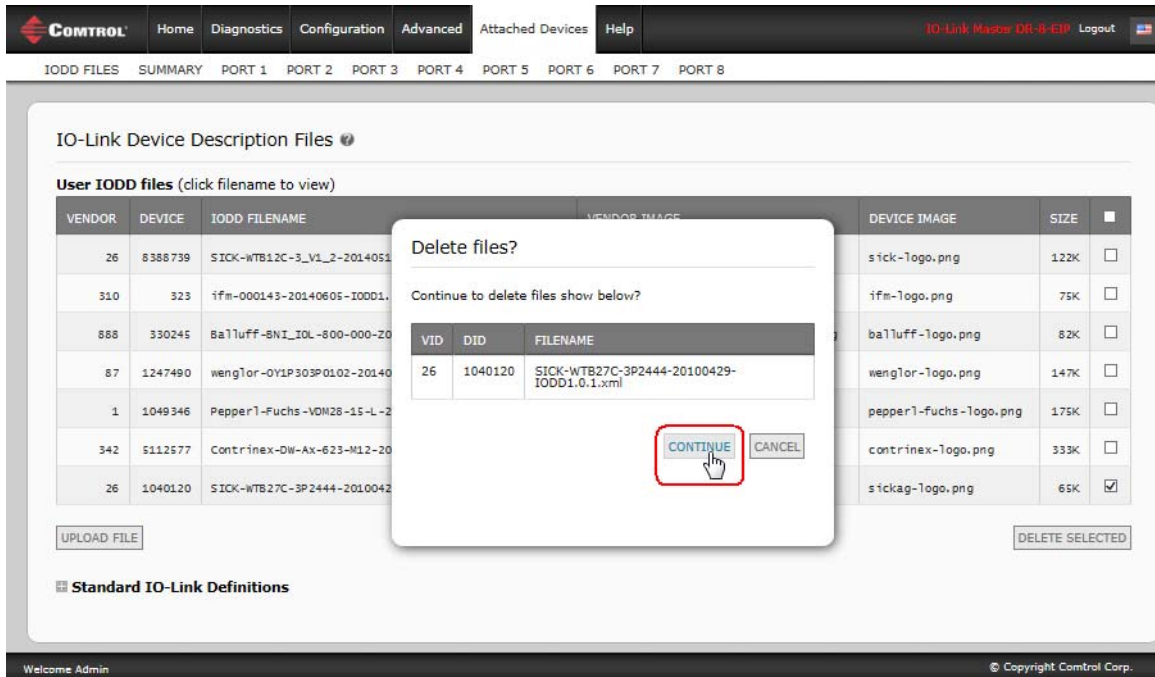 COMTROL Home Diagnostics Configuration Advanced Attached Devices Help IO-Link Master DR-8-EIP Logout
IODD FILES SUMMARY PORT 1 PORT 2 PORT 3 PORT 4 PORT 5 PORT 6 PORT 7 PORT 8
IO-Link Device Description Files ?
User IODD files (click filename to view)
VENDOR DEVICE IODD FILENAME VENDOR IMAGE DEVICE IMAGE SIZE
26 8388739 SICK-WTB12C-3_V1_2-2014051 sick-logo.png 122K
310 323 ifm-000143-20140605-IODD1. ifm-logo.png 75K
888 330245 Balluff-BNI_IOL-800-000-Z0 g balluff-logo.png 82K
87 1247490 wenglor-OY1P303P0102-20140 wenglor-logo.png 147K
1 1049346 Pepperl-Fuchs-VDM28-15-L-2 pepperl-fuchs-logo.png 175K
342 5112577 Contrinex-DW-Ax-623-M12-20 contrinex-logo.png 333K
26 1040120 SICK-WTB27C-3P2444-2010042 sickag-logo.png 65K
Delete files?
Continue to delete files show below?
VID DID FILENAME
26 1040120 SICK-WTB27C-3P2444-20100429-
IODD1.0.1.xml
CONTINUE CANCEL
UPLOAD FILE DELETE SELECTED
Standard IO-Link Definitions
Welcome Admin © Copyright Comtrol Corp.